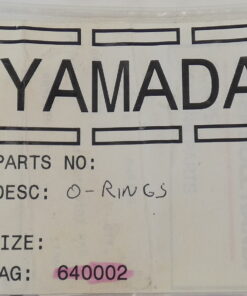 YAMADA
PARTS NO:
DESC: O-RINGS
IZE:
AG: 640002